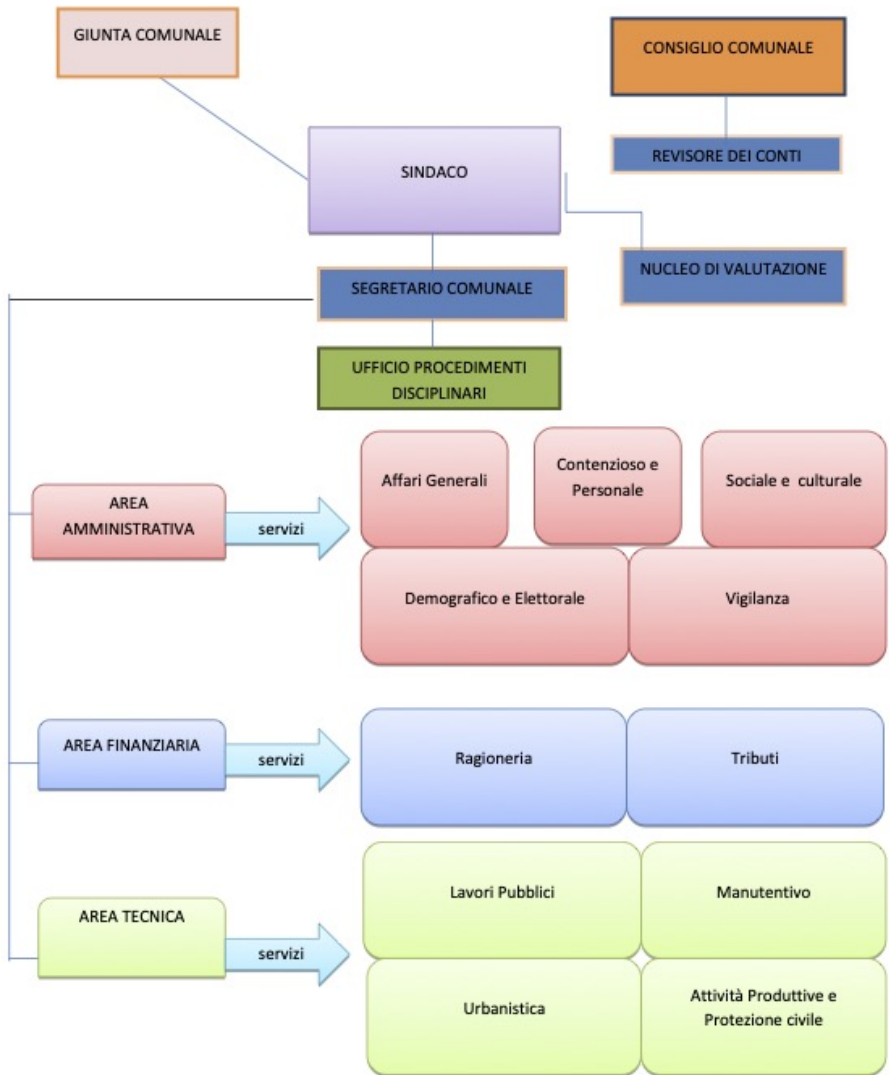 GIUNTA COMUNALE
CONSIGLIO COMUNALE
REVISORE DEI CONTI
SINDACO
NUCLEO DI VALUTAZIONE
SEGRETARIO COMUNALE
UFFICIO PROCEDIMENTI
DISCIPLINARI
AREA
AMMINISTRATIVA
servizi
Affari Generali
Contenzioso e
Personale
Sociale e culturale
Demografico e Elettorale
Vigilanza
AREA FINANZIARIA
servizi
Ragioneria
Tributi
AREA TECNICA
servizi
Lavori Pubblici
Manutentivo
Urbanistica
Attività Produttive e
Protezione civile